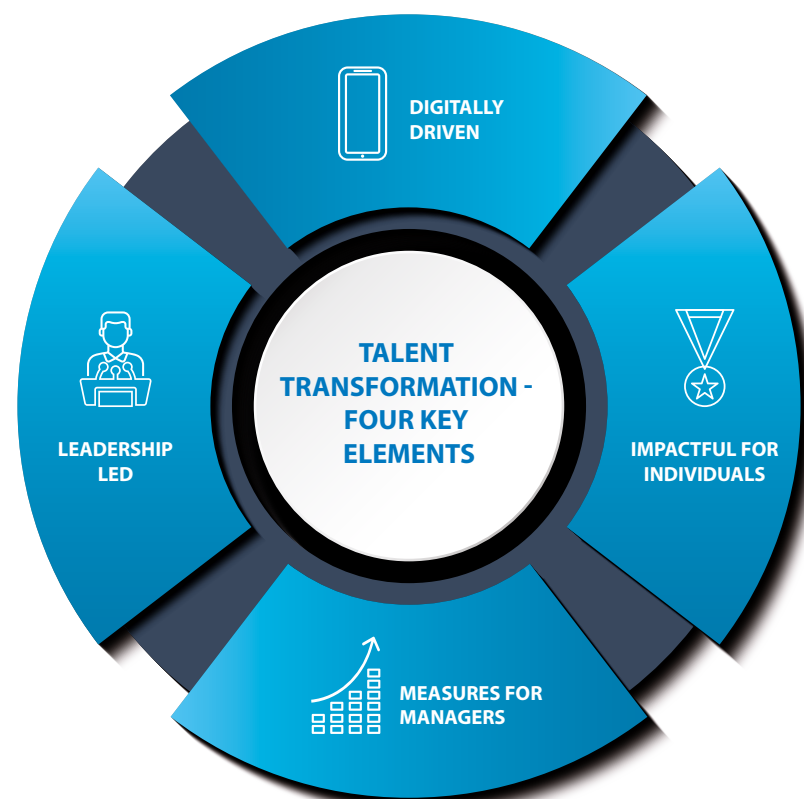 DIGITALLY
DRIVEN
TALENT
TRANSFORMATION -
FOUR KEY
ELEMENTS
LEADERSHIP
LED
IMPACTFUL FOR
INDIVIDUALS
MEASURES FOR
MANAGERS